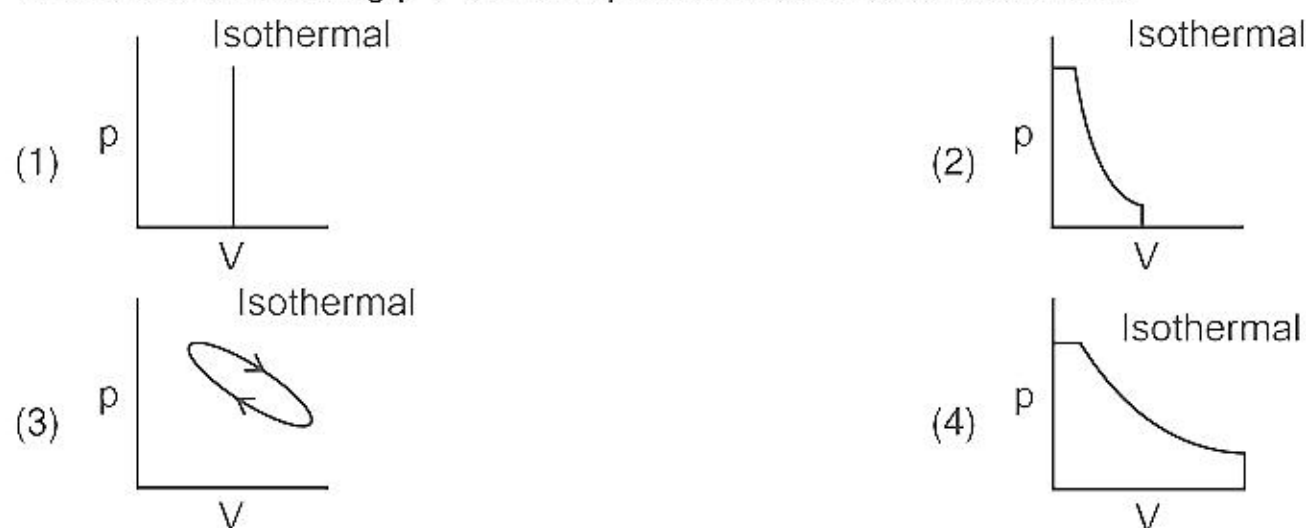 Isothermal
(1) p
V
Isothermal
(2) p
V
Isothermal
(3) p
V
Isothermal
(4) p
V